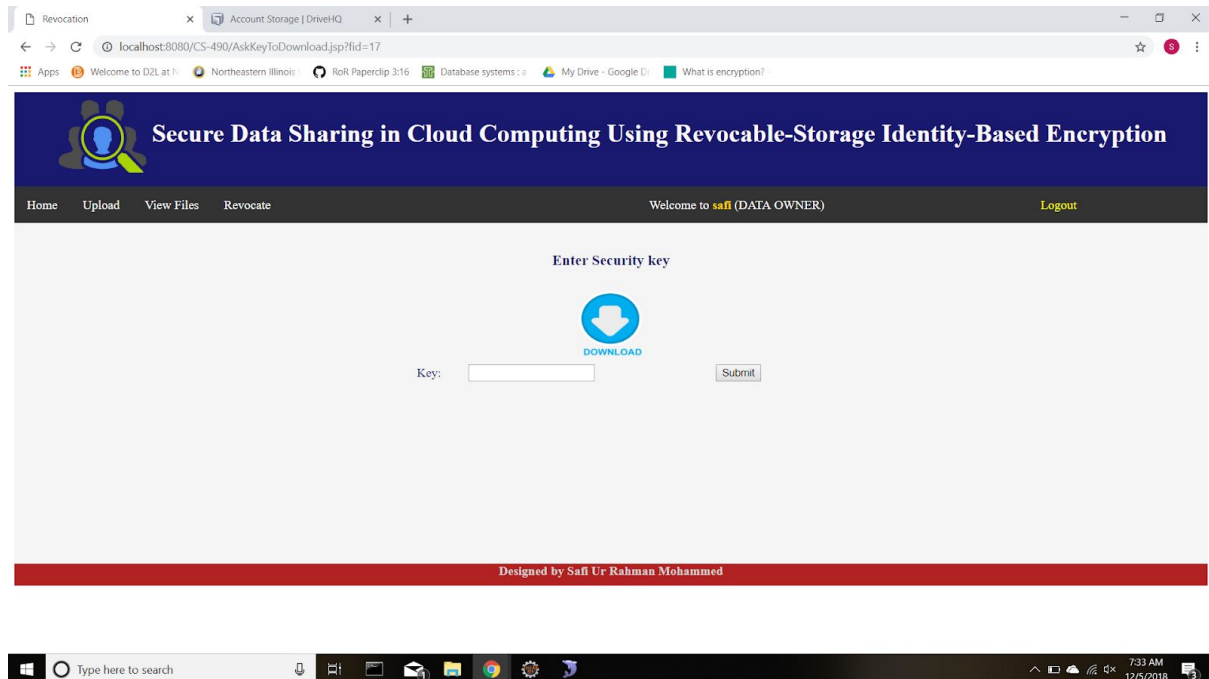 Revocation
Account Storage | DriveHQ
localhost:8080/CS-490/AskKeyToDownload.jsp?fid=17
S
Apps Welcome to D2L at N Northeastern Illinois RoR Paperclip 3:16 Database systems : a My Drive - Google Dr What is encryption?
Secure Data Sharing in Cloud Computing Using Revocable-Storage Identity-Based Encryption
Home Upload View Files Revocate Welcome to safi (DATA OWNER) Logout
Enter Security key
DOWNLOAD
Key: Submit
Designed by Safi Ur Rahman Mohammed
Type here to search
7:33 AM
12/5/2018
3